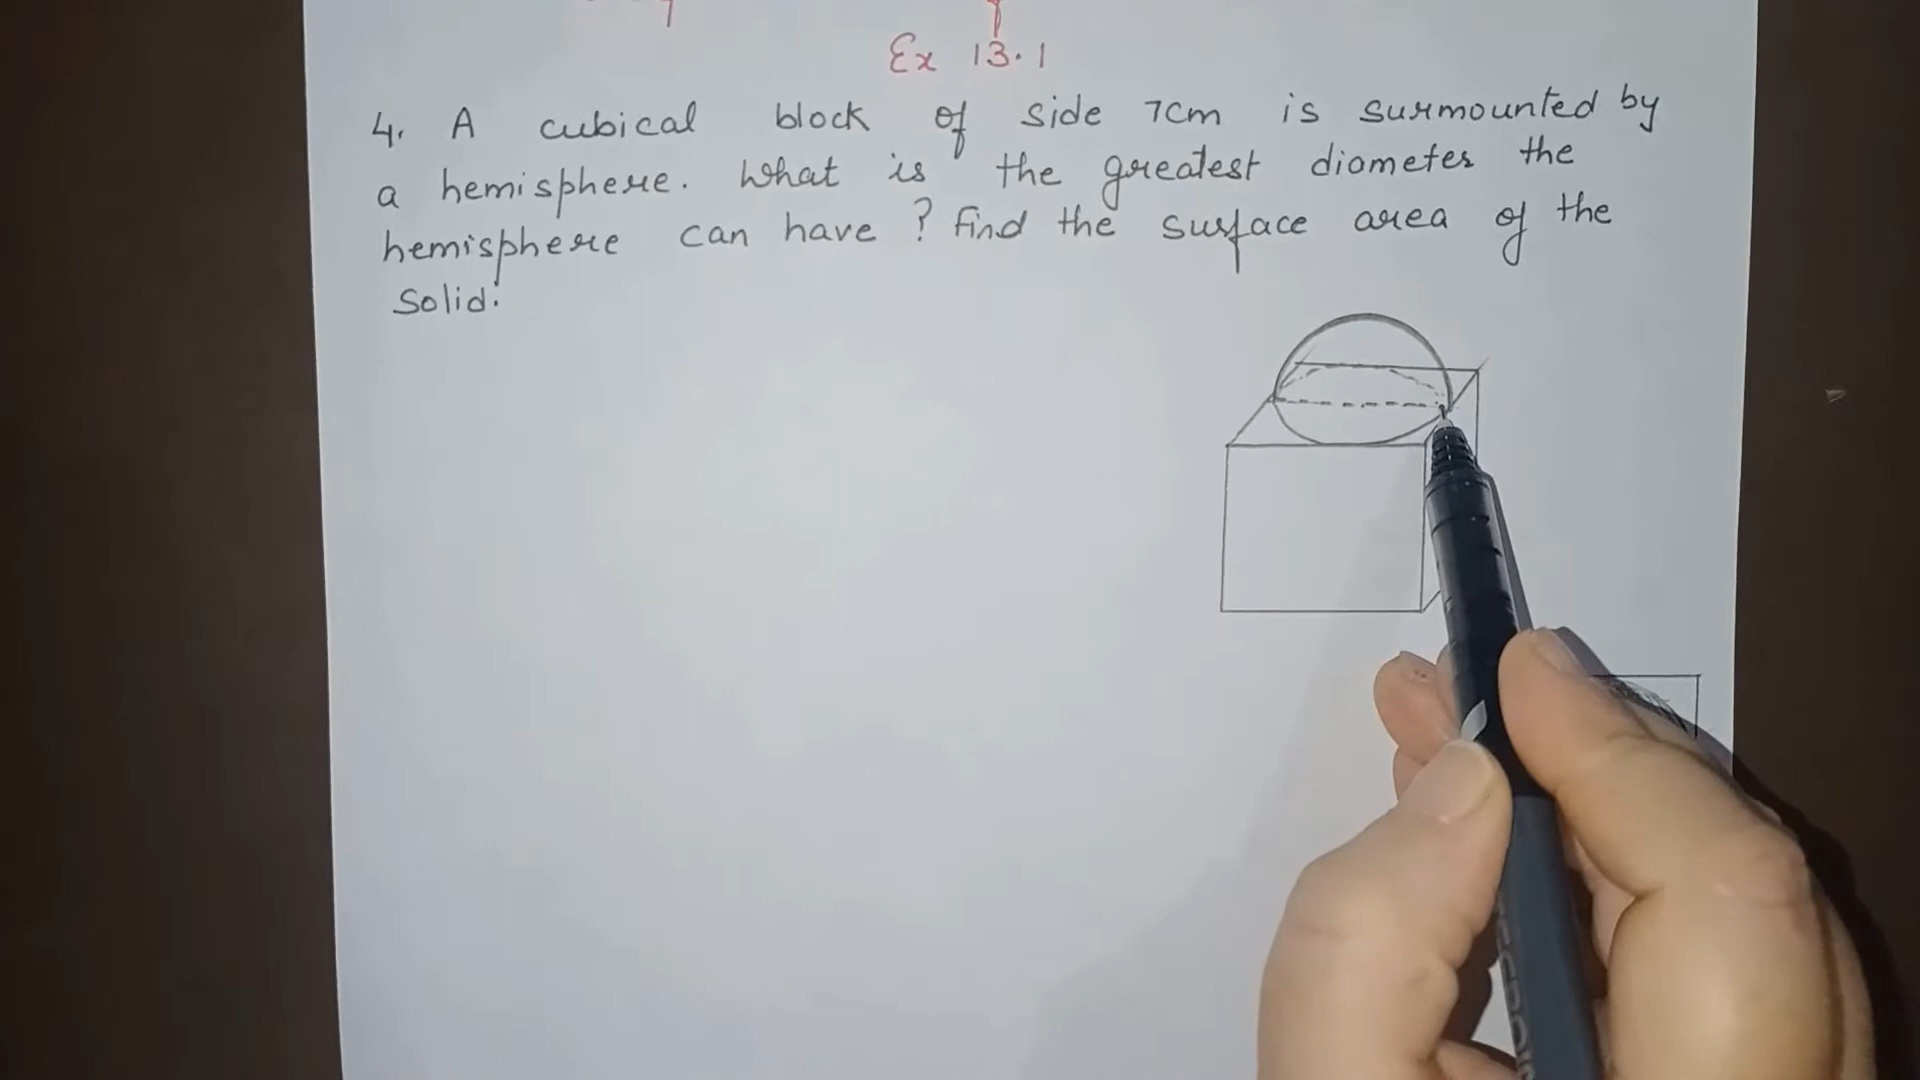 Ex 13.1
4. A cubical block of side 7cm is surmounted by
a hemisphere. What is the greatest diameter the
hemisphere can have ? Find the surface area of the
Solid.